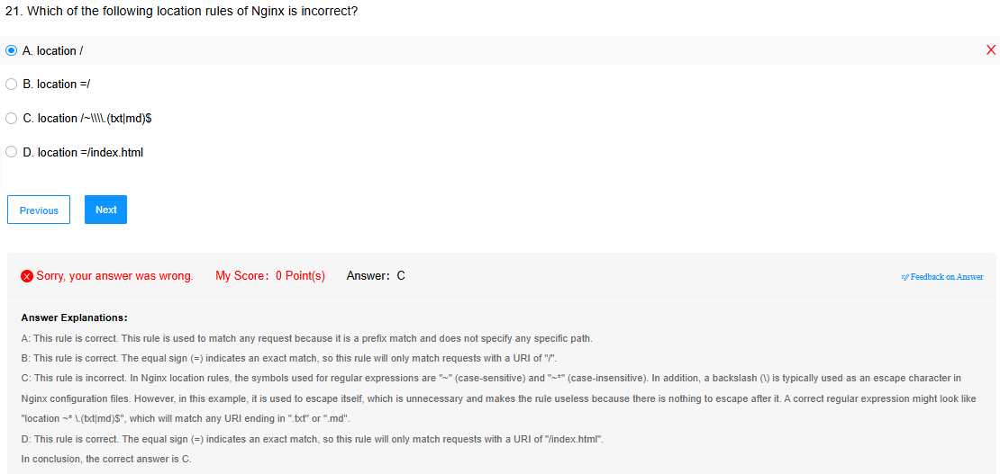 21. Which of the following location rules of Nginx is incorrect?
A. location /
X
B. location =/
C. location /~\\\\.(txt|md)$
D. location =/index.html
Previous
Next
Sorry, your answer was wrong. My Score: 0 Point(s) Answer: C
Feedback on Answer
Answer Explanations:
A: This rule is correct. This rule is used to match any request because it is a prefix match and does not specify any specific path.
B: This rule is correct. The equal sign (=) indicates an exact match, so this rule will only match requests with a URI of "/".
C: This rule is incorrect. In Nginx location rules, the symbols used for regular expressions are "~" (case-sensitive) and "~*" (case-insensitive). In addition, a backslash (\) is typically used as an escape character in
Nginx configuration files. However, in this example, it is used to escape itself, which is unnecessary and makes the rule useless because there is nothing to escape after it. A correct regular expression might look like
"location ~* \.(txt|md)$", which will match any URI ending in ".txt" or ".md".
D: This rule is correct. The equal sign (=) indicates an exact match, so this rule will only match requests with a URI of "/index.html".
In conclusion, the correct answer is C.